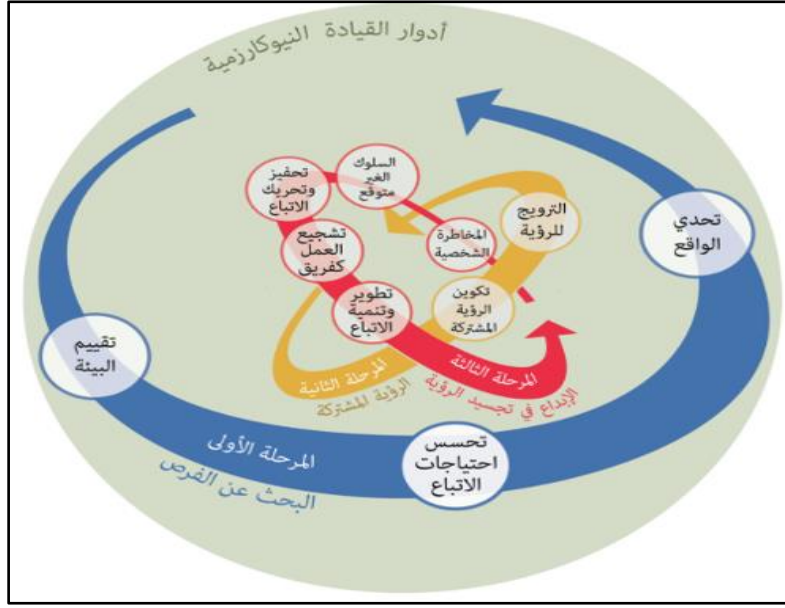 أدوار القيادة النيوكارزمية
السلوك
الغير
متوقع
تحفيز
وتحريك
الاتباع
الترويج
للرؤية
المخاطرة
الشخصية
تشجيع
العمل
كفريق
تحدي
الواقع
تكوين
الرؤية
المشتركة
تطوير
وتنمية
الاتباع
تقييم
البيئة
المرحلة الثالثة
الإبداع في تجسيد الرؤية
المرحلة الثانية
الرؤية المشتركة
تحسس
احتياجات
الاتباع
المرحلة الأولى
البحث عن الفرص